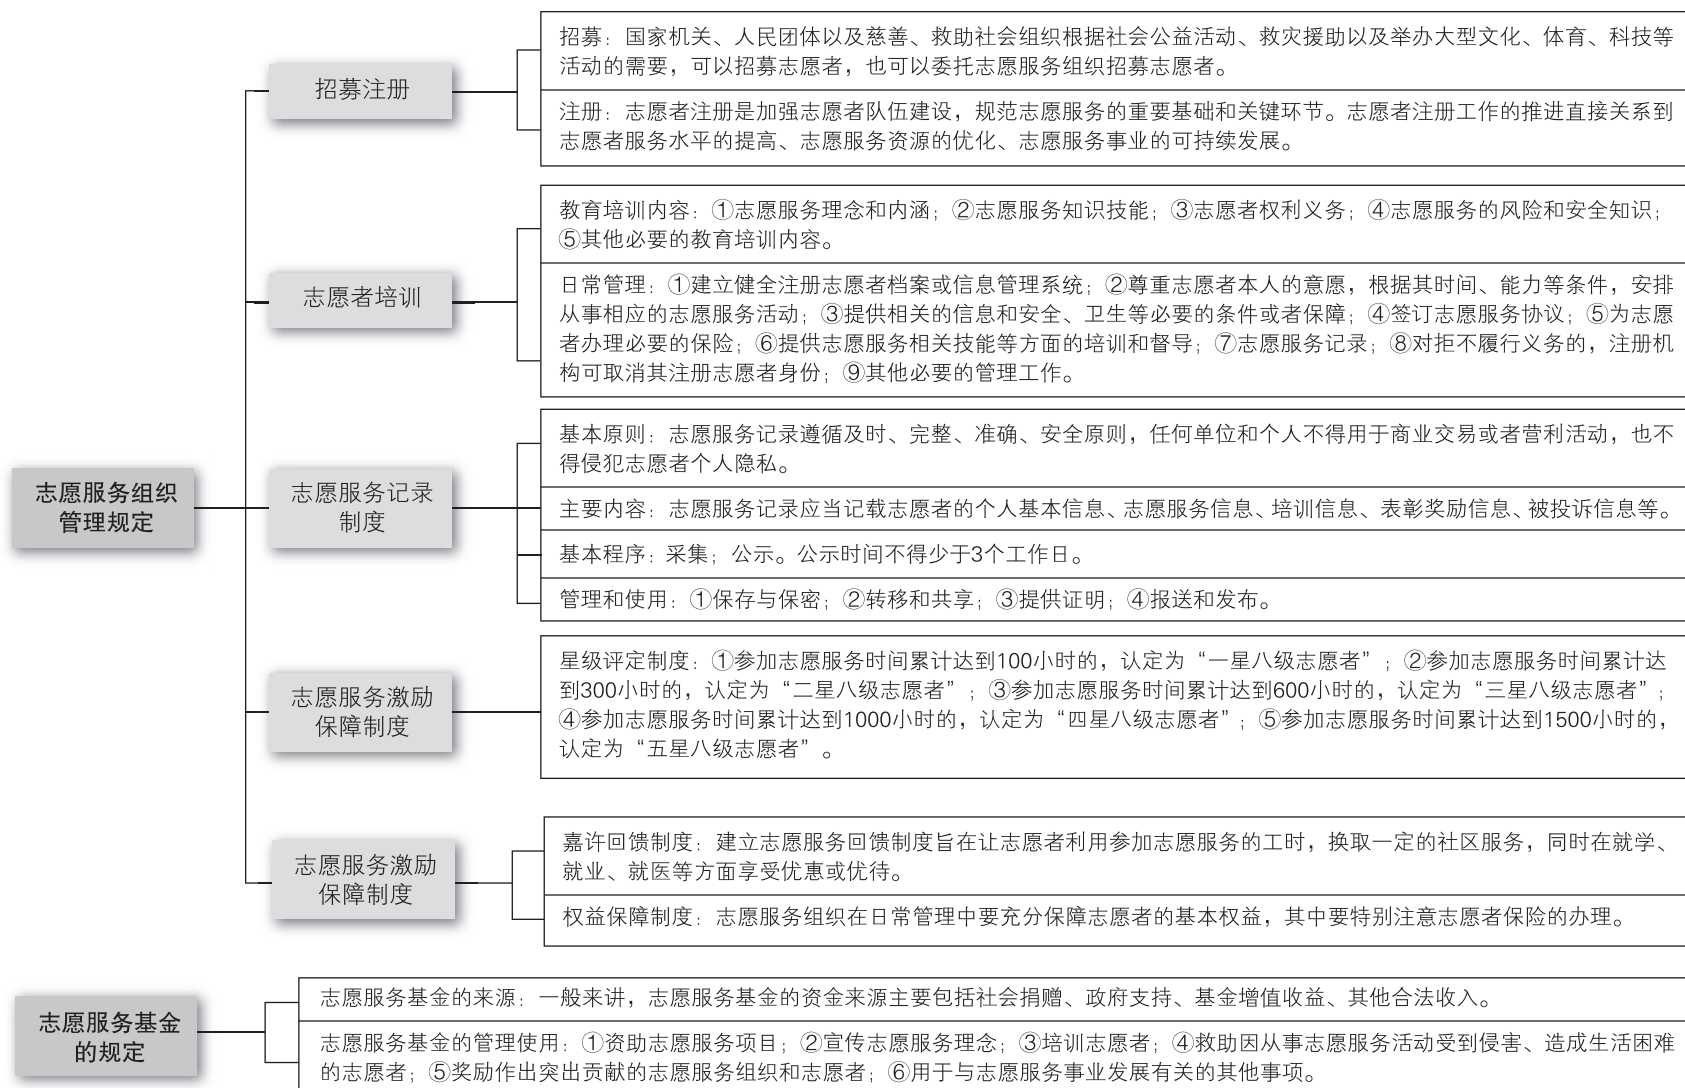 志愿服务组织
管理规定
招募注册
招募：国家机关、人民团体以及慈善、救助社会组织根据社会公益活动、救灾援助以及举办大型文化、体育、科技等
活动的需要，可以招募志愿者，也可以委托志愿服务组织招募志愿者。
注册：志愿者注册是加强志愿者队伍建设，规范志愿服务的重要基础和关键环节。志愿者注册工作的推进直接关系到
志愿者服务水平的提高、志愿服务资源的优化、志愿服务事业的可持续发展。
志愿者培训
教育培训内容：①志愿服务理念和内涵；②志愿服务知识技能；③志愿者权利义务；④志愿服务的风险和安全知识；
⑤其他必要的教育培训内容。
日常管理：①建立健全注册志愿者档案或信息管理系统；②尊重志愿者本人的意愿，根据其时间、能力等条件，安排
从事相应的志愿服务活动；③提供相关的信息和安全、卫生等必要的条件或者保障；④签订志愿服务协议；⑤为志愿
者办理必要的保险；⑥提供志愿服务相关技能等方面的培训和督导；⑦志愿服务记录；⑧对拒不履行义务的，注册机
构可取消其注册志愿者身份；⑨其他必要的管理工作。
志愿服务记录
制度
基本原则：志愿服务记录遵循及时、完整、准确、安全原则，任何单位和个人不得用于商业交易或者营利活动，也不
得侵犯志愿者个人隐私。
主要内容：志愿服务记录应当记载志愿者的个人基本信息、志愿服务信息、培训信息、表彰奖励信息、被投诉信息等。
基本程序：采集；公示。公示时间不得少于3个工作日。
管理和使用：①保存与保密；②转移和共享；③提供证明；④报送和发布。
志愿服务激励
保障制度
星级评定制度：①参加志愿服务时间累计达到100小时的，认定为“一星八级志愿者”；②参加志愿服务时间累计达
到300小时的，认定为“二星八级志愿者”；③参加志愿服务时间累计达到600小时的，认定为“三星八级志愿者”；
④参加志愿服务时间累计达到1000小时的，认定为“四星八级志愿者”；⑤参加志愿服务时间累计达到1500小时的，
认定为“五星八级志愿者”。
志愿服务激励
保障制度
嘉许回馈制度：建立志愿服务回馈制度旨在让志愿者利用参加志愿服务的工时，换取一定的社区服务，同时在就学、
就业、就医等方面享受优惠或优待。
权益保障制度：志愿服务组织在日常管理中要充分保障志愿者的基本权益，其中要特别注意志愿者保险的办理。
志愿服务基金
的规定
志愿服务基金的来源：一般来讲，志愿服务基金的资金来源主要包括社会捐赠、政府支持、基金增值收益、其他合法收入。
志愿服务基金的管理使用：①资助志愿服务项目；②宣传志愿服务理念；③培训志愿者；④救助因从事志愿服务活动受到侵害、造成生活困难
的志愿者；⑤奖励作出突出贡献的志愿服务组织和志愿者；⑥用于与志愿服务事业发展有关的其他事项。